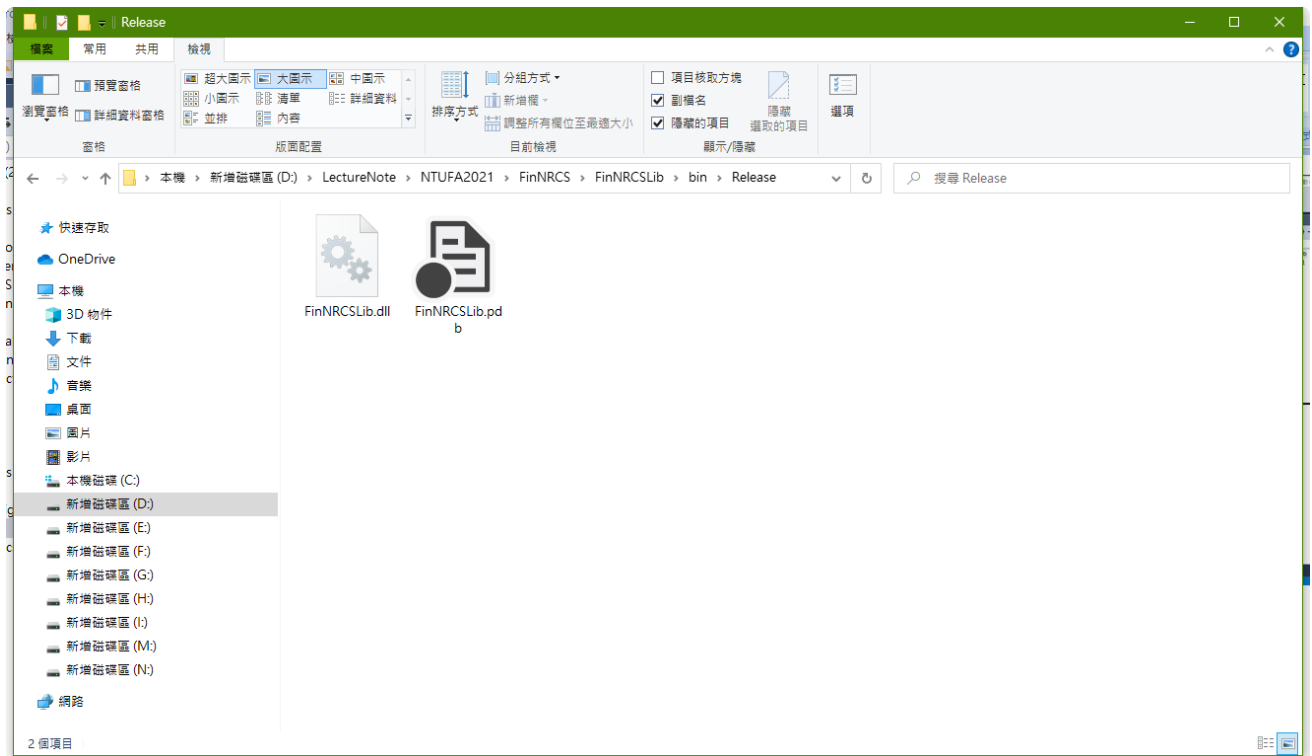 Release
檔案 常用 共用 檢視
瀏覽窗格
預覽窗格
詳細資料窗格
窗格
超大圖示 大圖示 中圖示
小圖示 清單 詳細資料
並排 內容
版面配置
排序方式
分組方式
新增欄
調整所有欄位至最適大小
目前檢視
項目核取方塊
副檔名
隱藏的項目
隱藏
選取的項目
顯示/隱藏
選項
本機 › 新增磁碟區 (D:) › LectureNote › NTUFA2021 › FinNRCS › FinNRCSLib › bin › Release
搜尋 Release
快速存取
OneDrive
本機
3D 物件
下載
文件
音樂
桌面
圖片
影片
本機磁碟 (C:)
新增磁碟區 (D:)
新增磁碟區 (E:)
新增磁碟區 (F:)
新增磁碟區 (G:)
新增磁碟區 (H:)
新增磁碟區 (I:)
新增磁碟區 (M:)
新增磁碟區 (N:)
網路
FinNRCSLib.dll
FinNRCSLib.pd
b
2 個項目